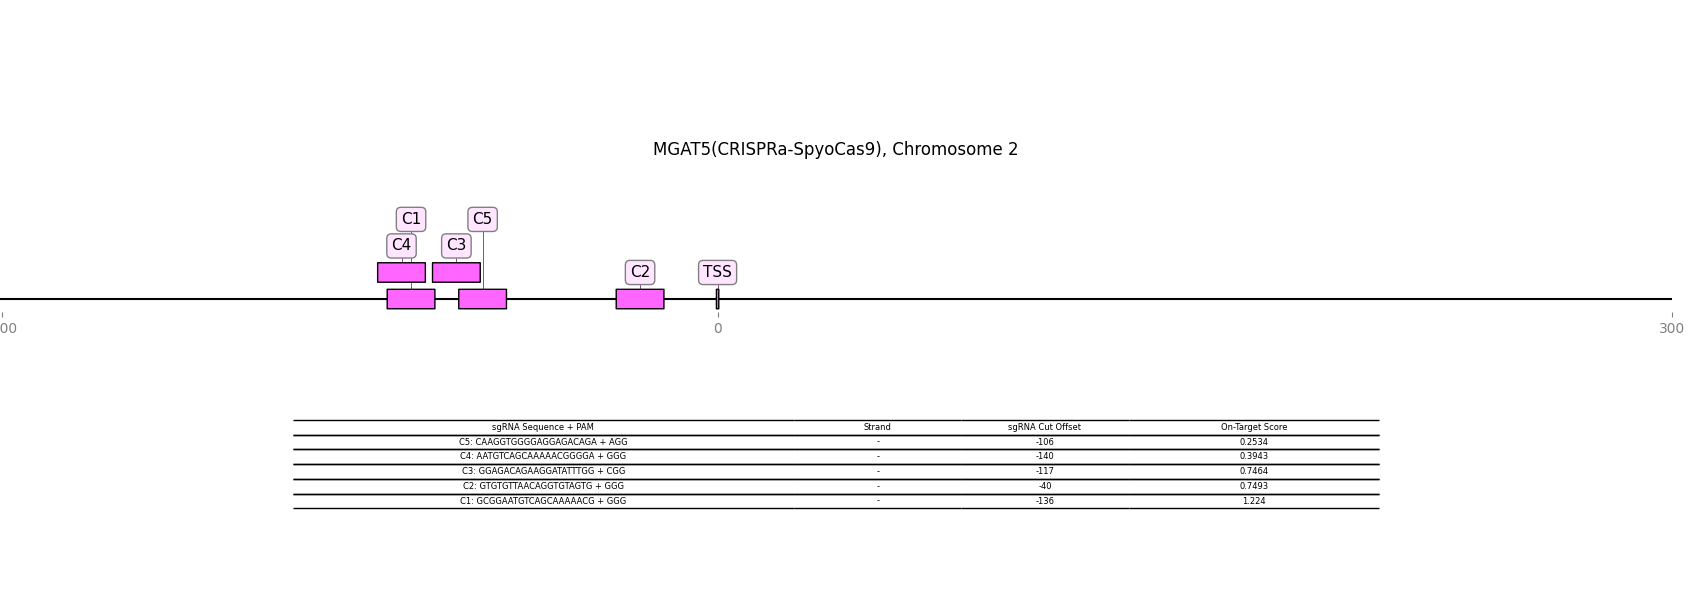 MGAT5(CRISPRa-SpyoCas9), Chromosome 2
C1 C5
C4 C3
C2 TSS
00 0 300
sgRNA Sequence + PAM Strand sgRNA Cut Offset On-Target Score
C5: CAAGGTGGGGAGGAGACAGA + AGG - -106 0.2534
C4: AATGTCAGCAAAAACGGGGA + GGG - -140 0.3943
C3: GGAGACAGAAGGATATTTGG + CGG - -117 0.7464
C2: GTGTGTTAACAGGTGTAGTG + GGG - -40 0.7493
C1: GCGGAATGTCAGCAAAAACG + GGG - -136 1.224